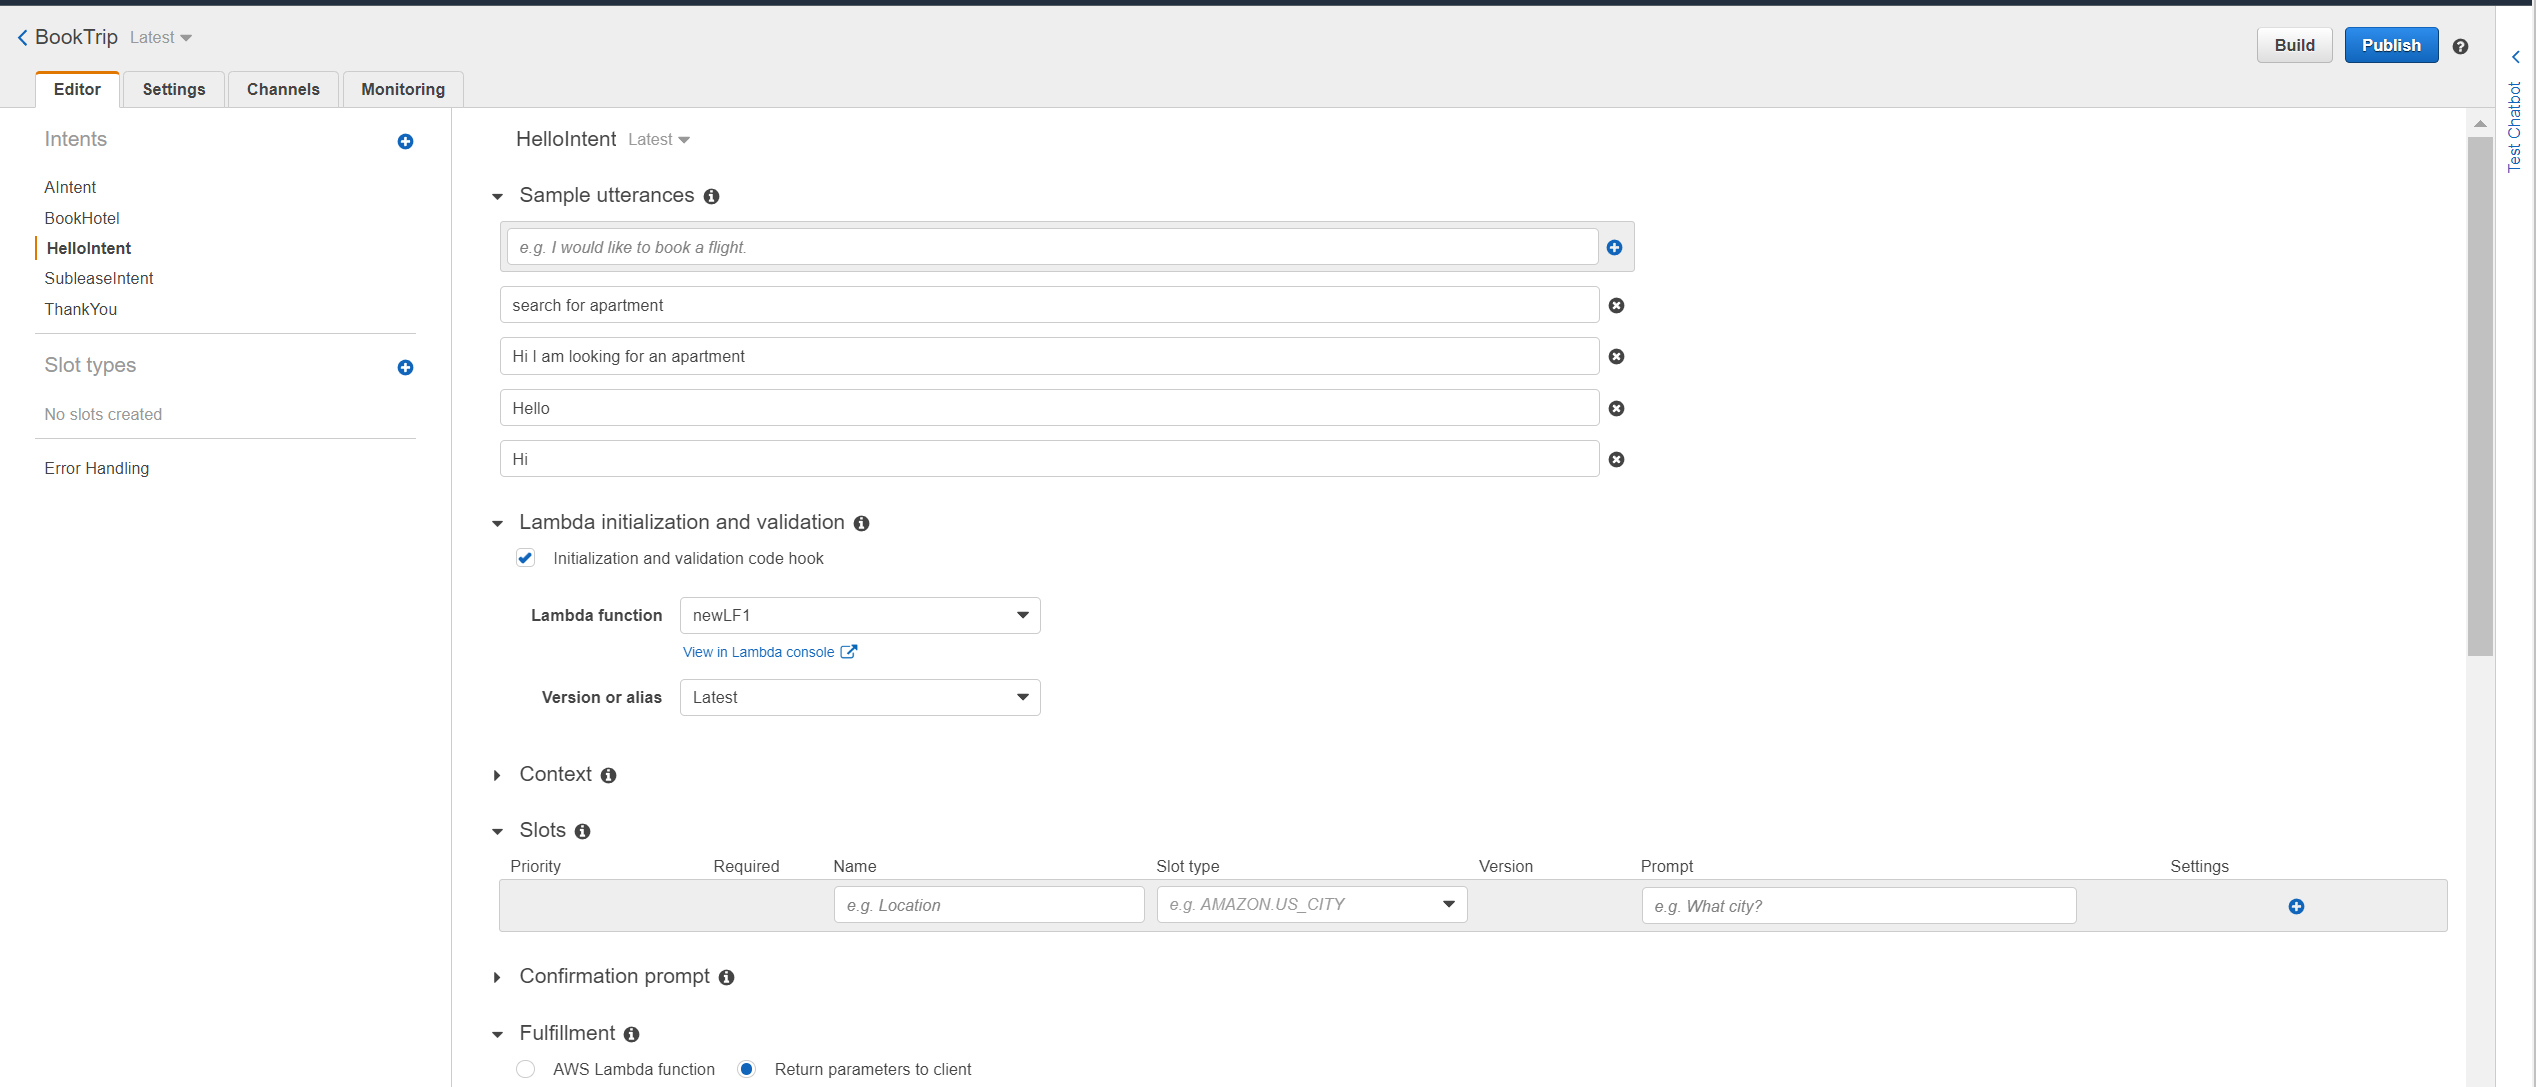 BookTrip Latest
Build
Publish
Editor
Settings
Channels
Monitoring
Test Chatbot
Intents
AIntent
BookHotel
HelloIntent
SubleaseIntent
ThankYou
Slot types
No slots created
Error Handling
HelloIntent Latest
Sample utterances
e.g. I would like to book a flight.
search for apartment
Hi I am looking for an apartment
Hello
Hi
Lambda initialization and validation
Initialization and validation code hook
Lambda function newLF1
View in Lambda console
Version or alias Latest
Context
Slots
Priority Required Name Slot type Version Prompt Settings
e.g. Location e.g. AMAZON.US_CITY e.g. What city?
Confirmation prompt
Fulfillment
AWS Lambda function Return parameters to client